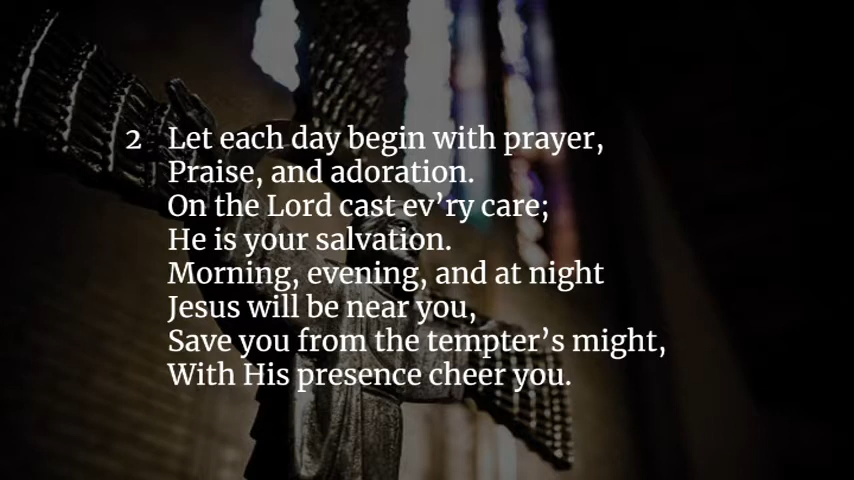 2 Let each day begin with prayer,
Praise, and adoration.
On the Lord cast ev’ry care;
He is your salvation.
Morning, evening, and at night
Jesus will be near you,
Save you from the tempter’s might,
With His presence cheer you.